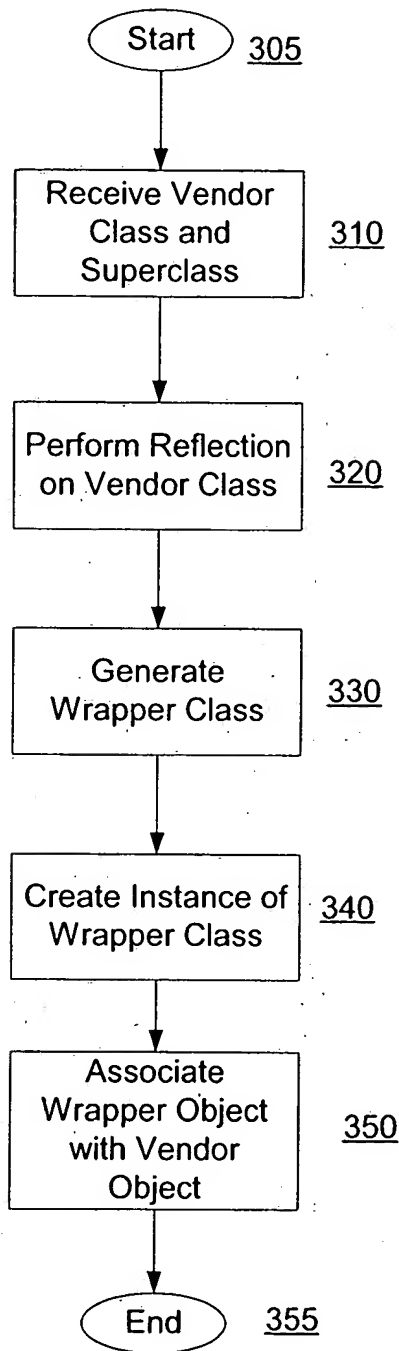 Start
305
Receive Vendor
Class and
Superclass
310
Perform Reflection
on Vendor Class
320
Generate
Wrapper Class
330
Create Instance of
Wrapper Class
340
Associate
Wrapper Object
with Vendor
Object
350
End
355